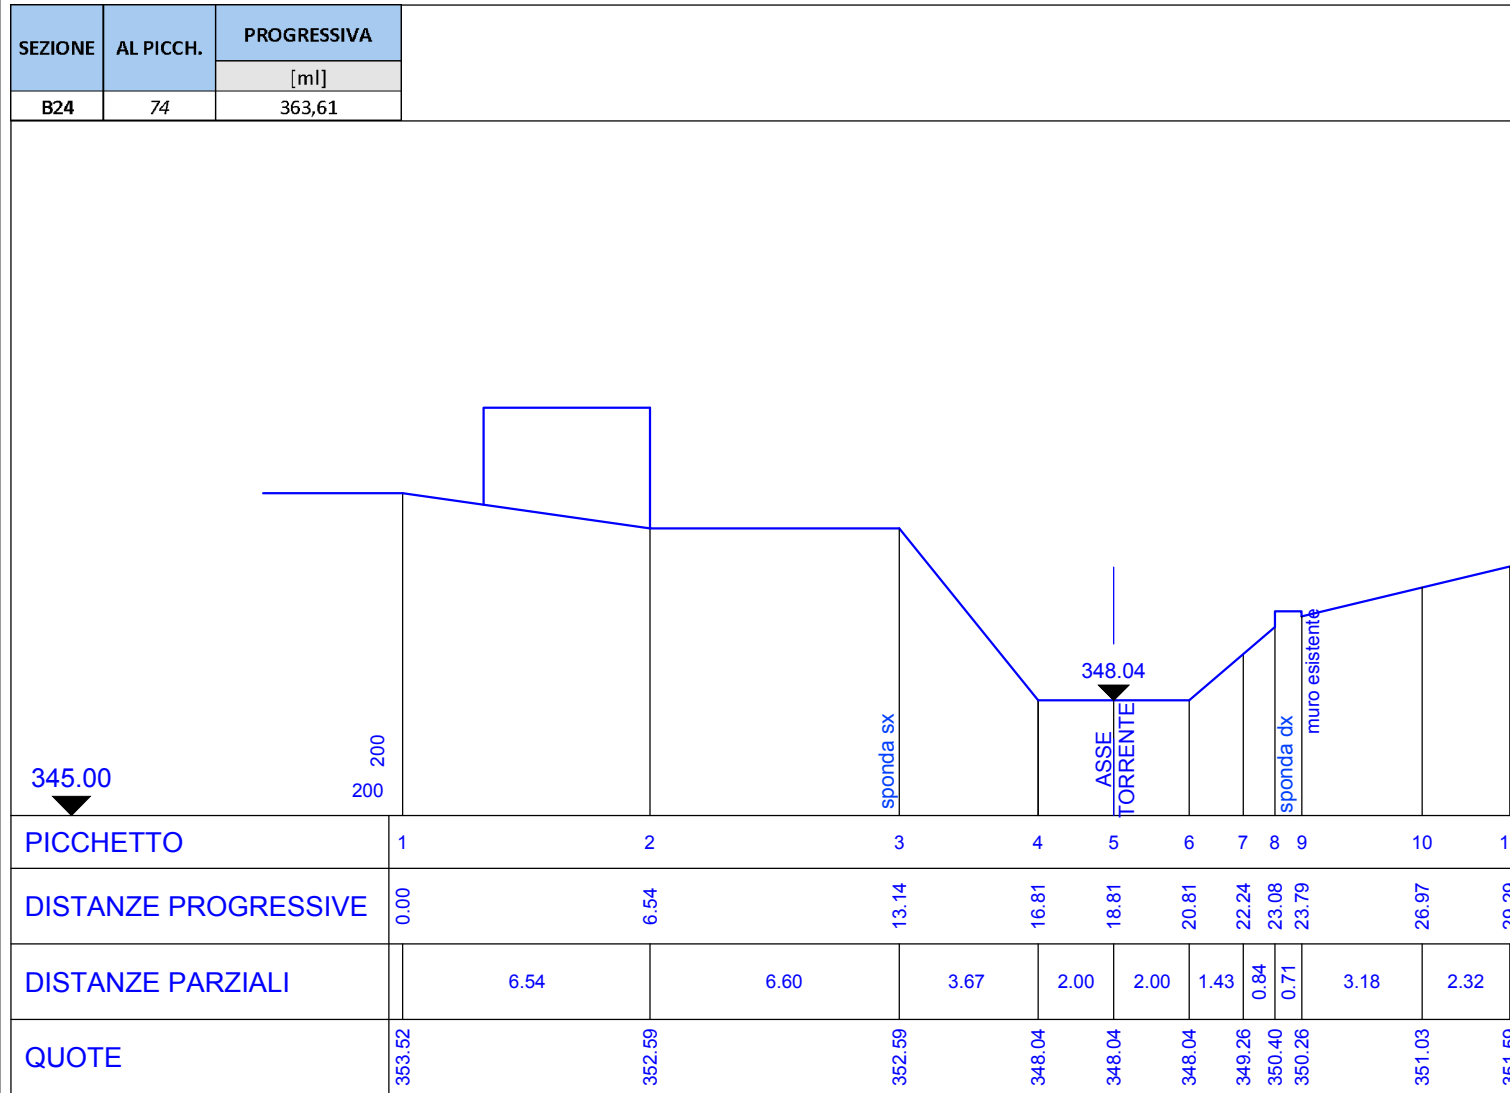 SEZIONE AL PICCH. PROGRESSIVA
[ml]
B24 74 363,61
348.04
sponda sx
ASSE
TORRENTE
sponda dx
muro esistente
200
200
345.00
PICCHETTO 1 2 3 4 5 6 7 8 9 10 1
DISTANZE PROGRESSIVE 0.00 6.54 13.14 16.81 18.81 20.81 22.24 23.08 23.79 26.97 29.29
DISTANZE PARZIALI 6.54 6.60 3.67 2.00 2.00 1.43 0.84 0.71 3.18 2.32
QUOTE 353.52 352.59 352.59 348.04 348.04 348.04 349.26 350.40 350.26 351.03 351.59